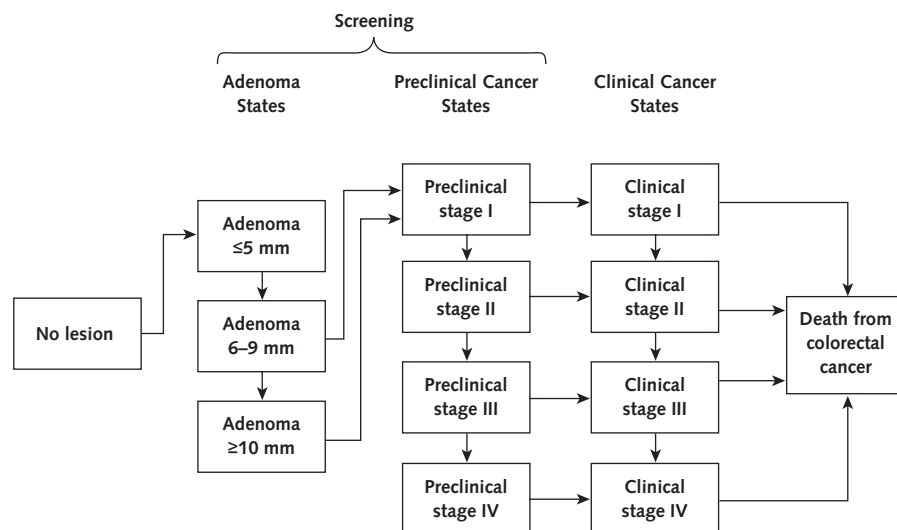 Screening
Adenoma
States
Preclinical Cancer
States
Clinical Cancer
States
No lesion
Adenoma
≤5 mm
Adenoma
6–9 mm
Adenoma
≥10 mm
Preclinical
stage I
Preclinical
stage II
Preclinical
stage III
Preclinical
stage IV
Clinical
stage I
Clinical
stage II
Clinical
stage III
Clinical
stage IV
Death from
colorectal
cancer